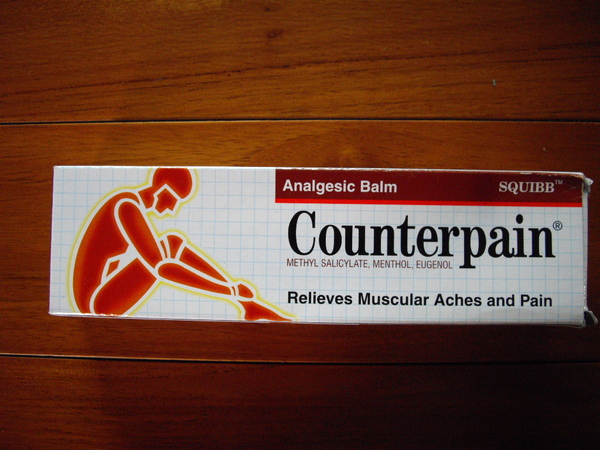 Analgesic Balm SQUIBB™
Counterpain®
METHYL SALICYLATE, MENTHOL, EUGENOL
Relieves Muscular Aches and Pain